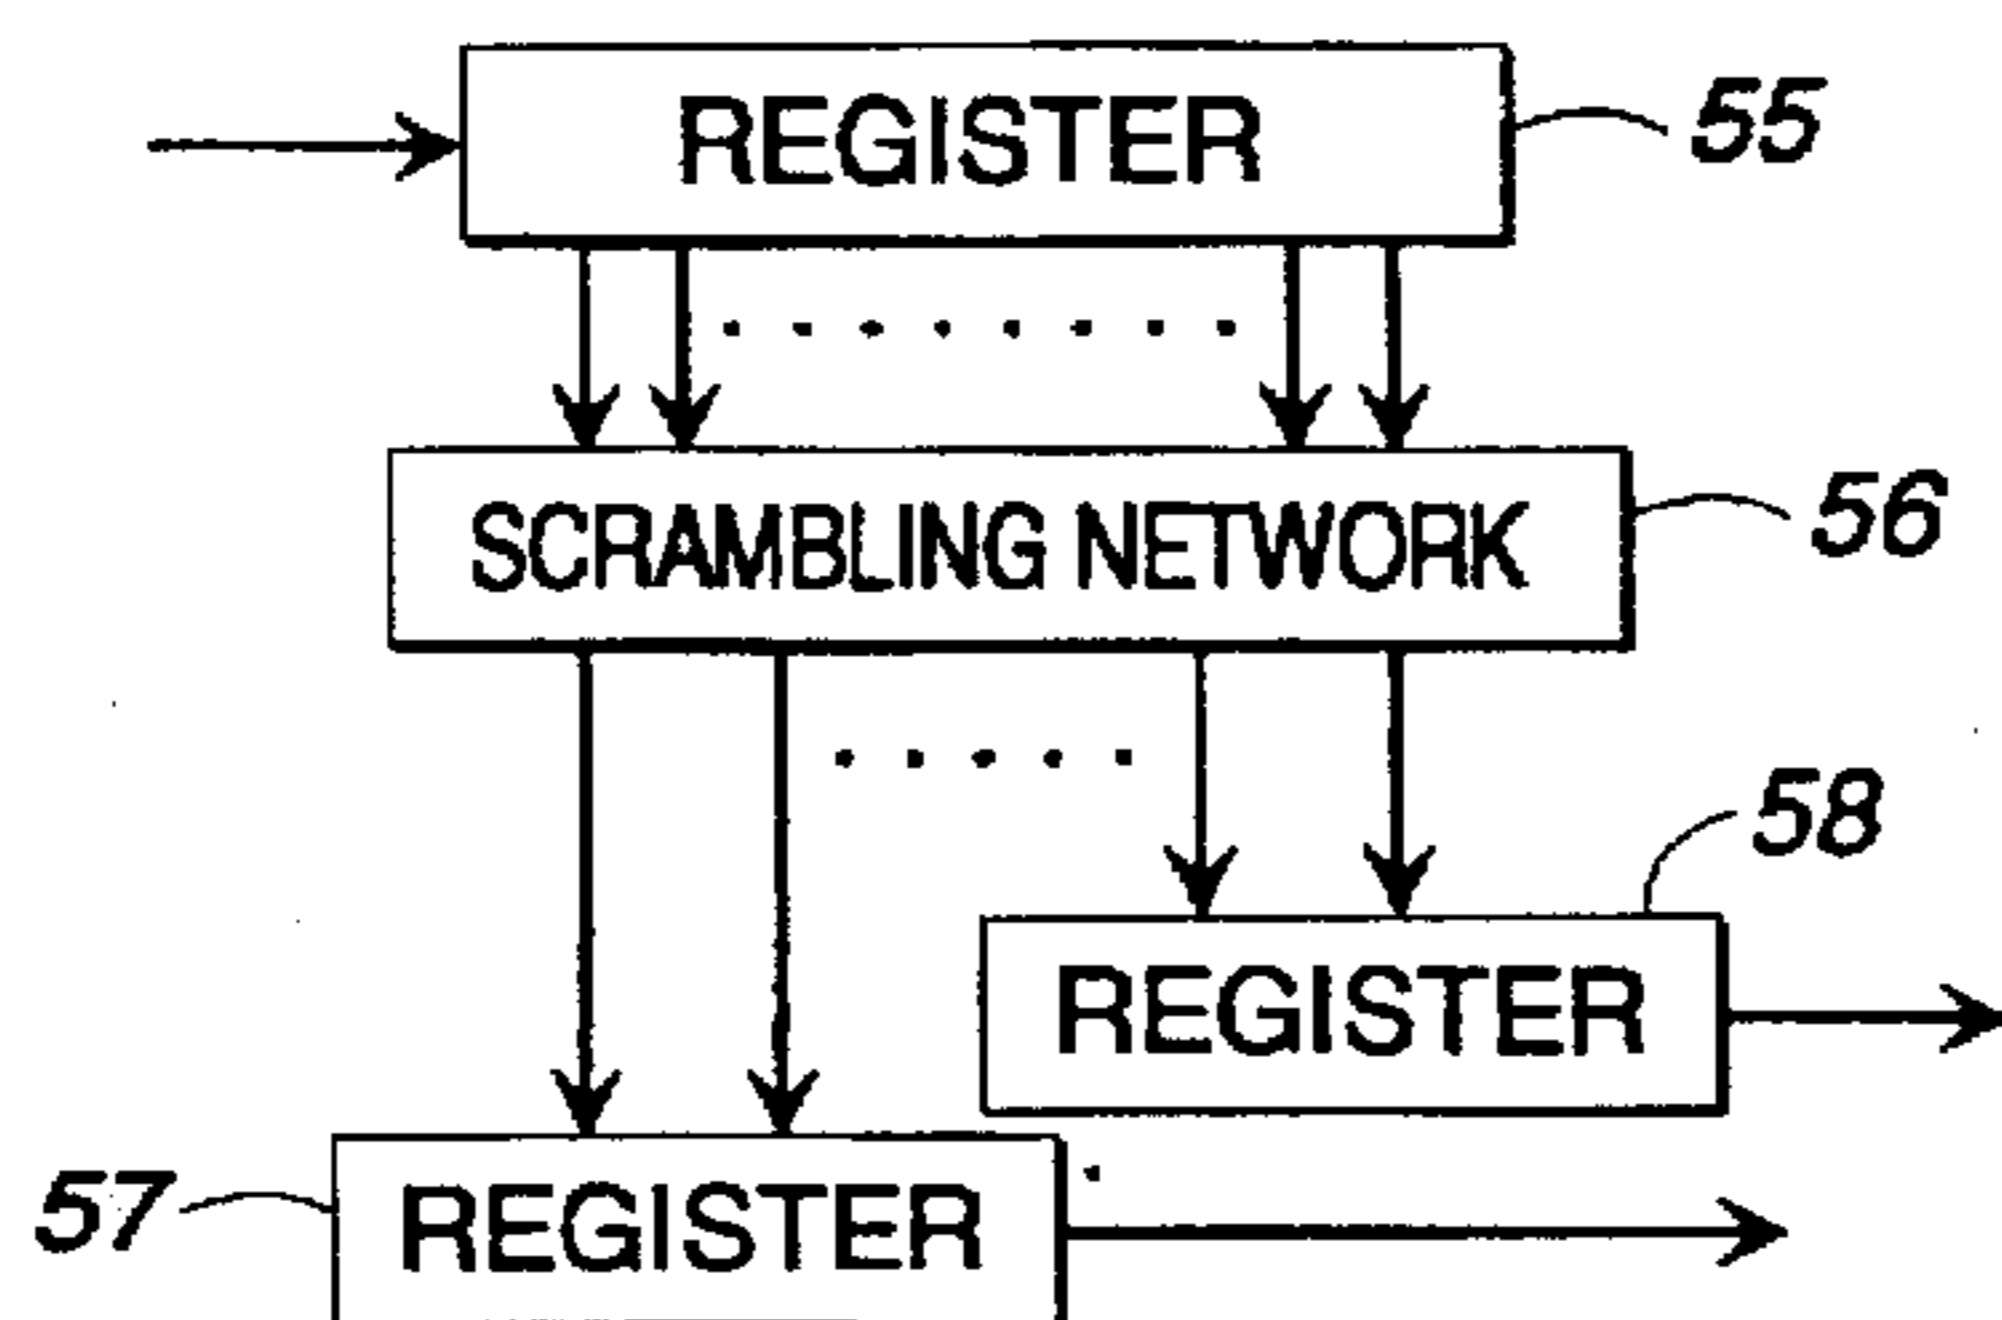 REGISTER 55
SCRAMBLING NETWORK 56
58
REGISTER
57 REGISTER